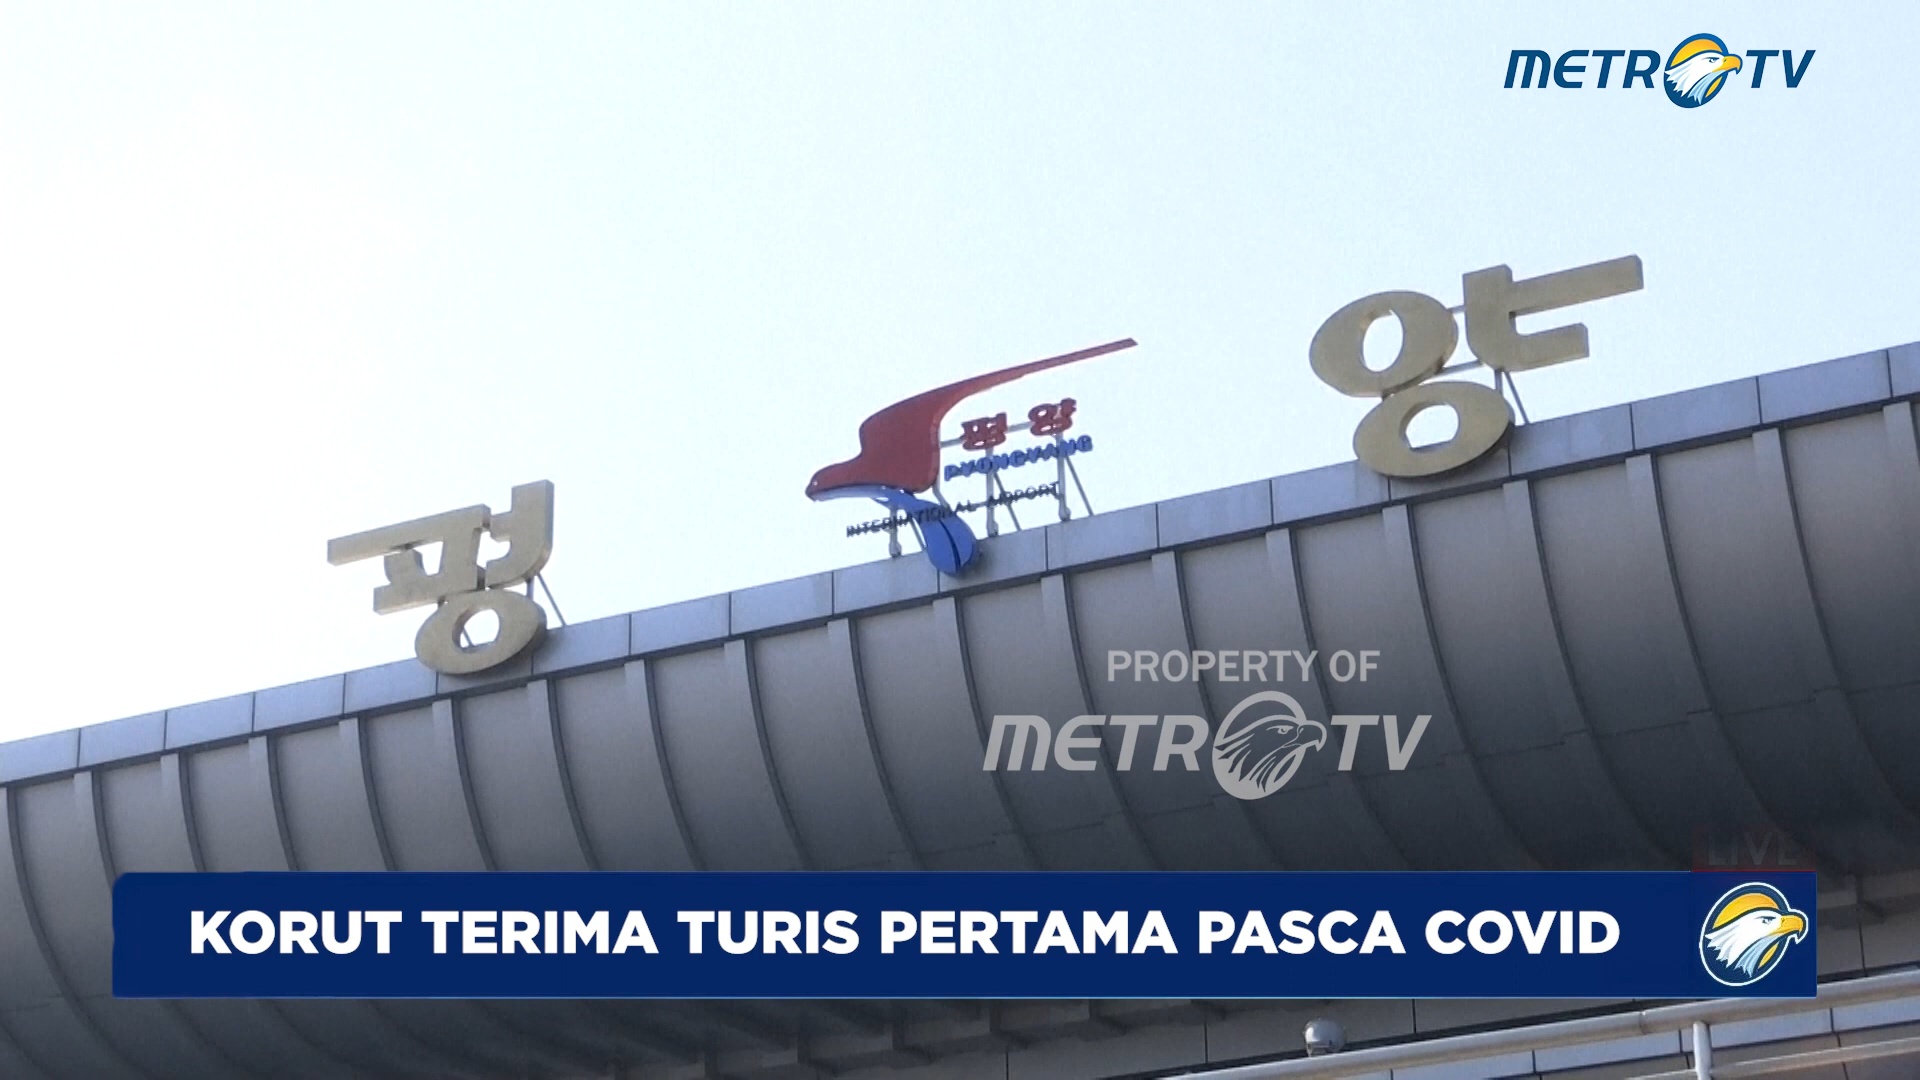 METRO TV
평양
평양
PYONGYANG
INTERNATIONAL AIRPORT
PROPERTY OF
METRO TV
LIVE
KORUT TERIMA TURIS PERTAMA PASCA COVID